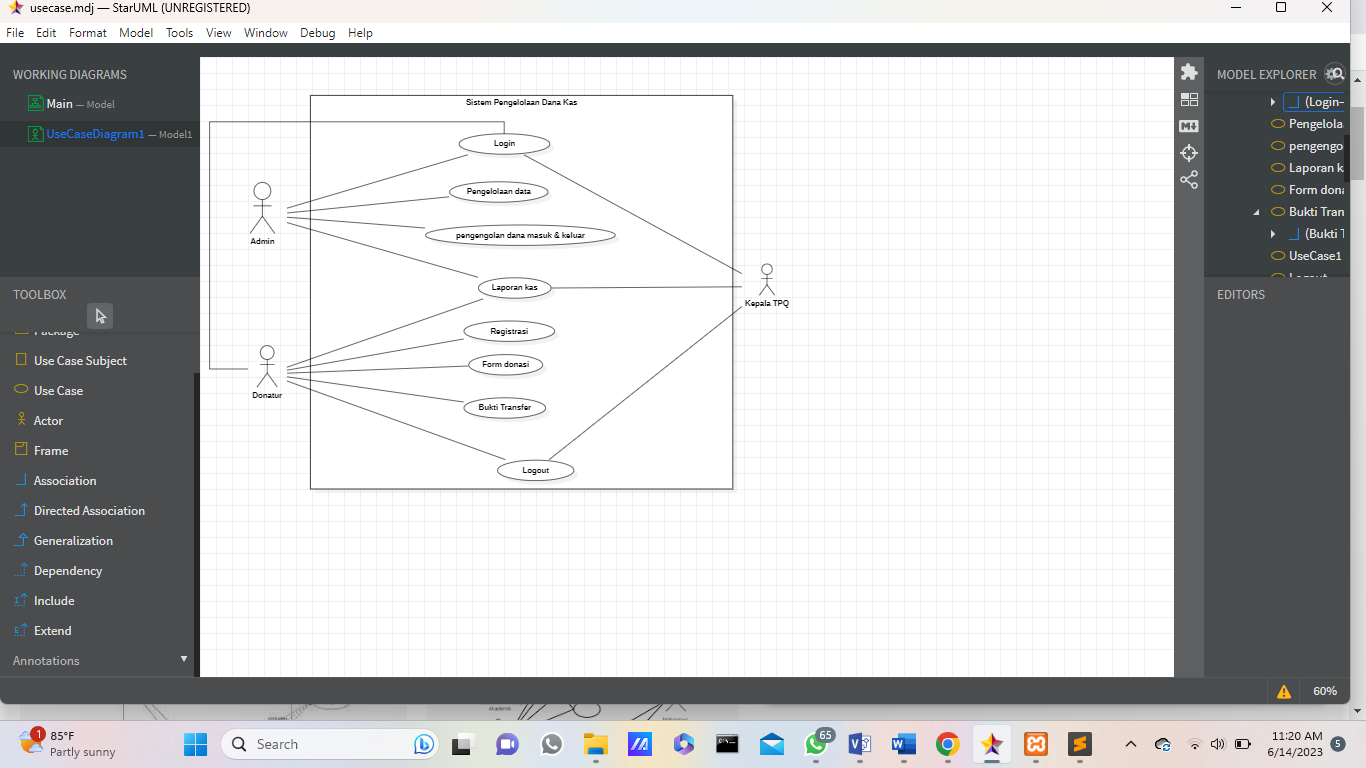 usecase.mdj — StarUML (UNREGISTERED)
File Edit Format Model Tools View Window Debug Help
WORKING DIAGRAMS
Main — Model
UseCaseDiagram1 — Model1
TOOLBOX
Package
Use Case Subject
Use Case
Actor
Frame
Association
Directed Association
Generalization
Dependency
Include
Extend
Annotations
Sistem Pengelolaan Dana Kas
Login
Pengelolaan data
pengengolan dana masuk & keluar
Laporan kas
Registrasi
Form donasi
Bukti Transfer
Logout
Admin
Donatur
Kepala TPQ
MODEL EXPLORER
(Login–
Pengelola
pengengo
Laporan k
Form dona
Bukti Tran
(Bukti T
UseCase1
Logout
EDITORS
60%
1
85°F
Partly sunny
Search
65
11:20 AM
6/14/2023
5